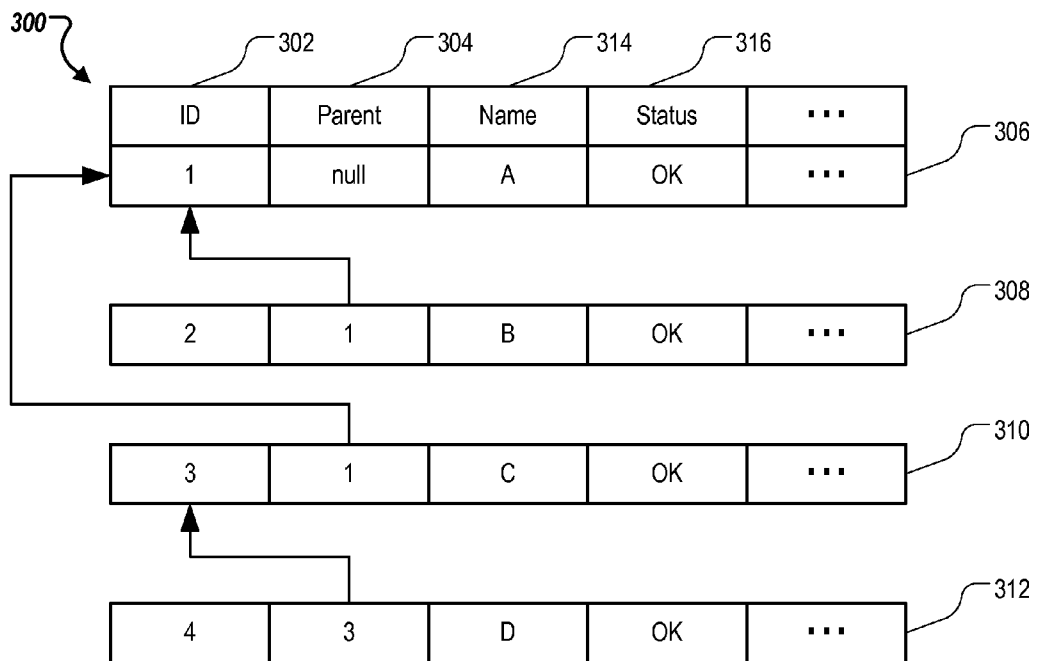 300
302 304 314 316
ID Parent Name Status ...
306
1 null A OK ...
308
2 1 B OK ...
310
3 1 C OK ...
312
4 3 D OK ...